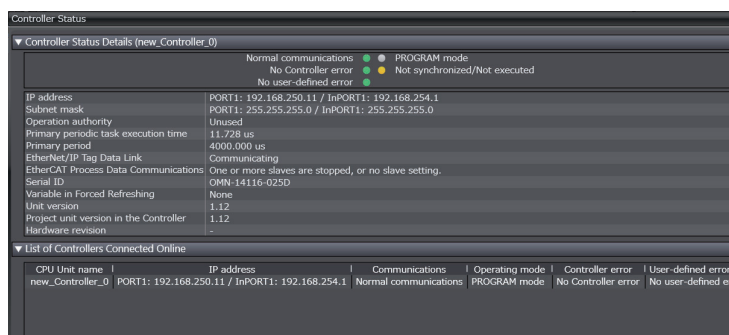 Controller Status
Controller Status Details (new_Controller_0)
Normal communications PROGRAM mode
No Controller error Not synchronized/Not executed
No user-defined error
IP address PORT1: 192.168.250.11 / InPORT1: 192.168.254.1
Subnet mask PORT1: 255.255.255.0 / InPORT1: 255.255.255.0
Operation authority Unused
Primary periodic task execution time 11.728 us
Primary period 4000.000 us
EtherNet/IP Tag Data Link Communicating
EtherCAT Process Data Communications One or more slaves are stopped, or no slave setting.
Serial ID OMN-14116-025D
Variable in Forced Refreshing None
Unit version 1.12
Project unit version in the Controller 1.12
Hardware revision -
List of Controllers Connected Online
CPU Unit name | IP address | Communications | Operating mode | Controller error | User-defined error
new_Controller_0 PORT1: 192.168.250.11 / InPORT1: 192.168.254.1 Normal communications PROGRAM mode No Controller error No user-defined e